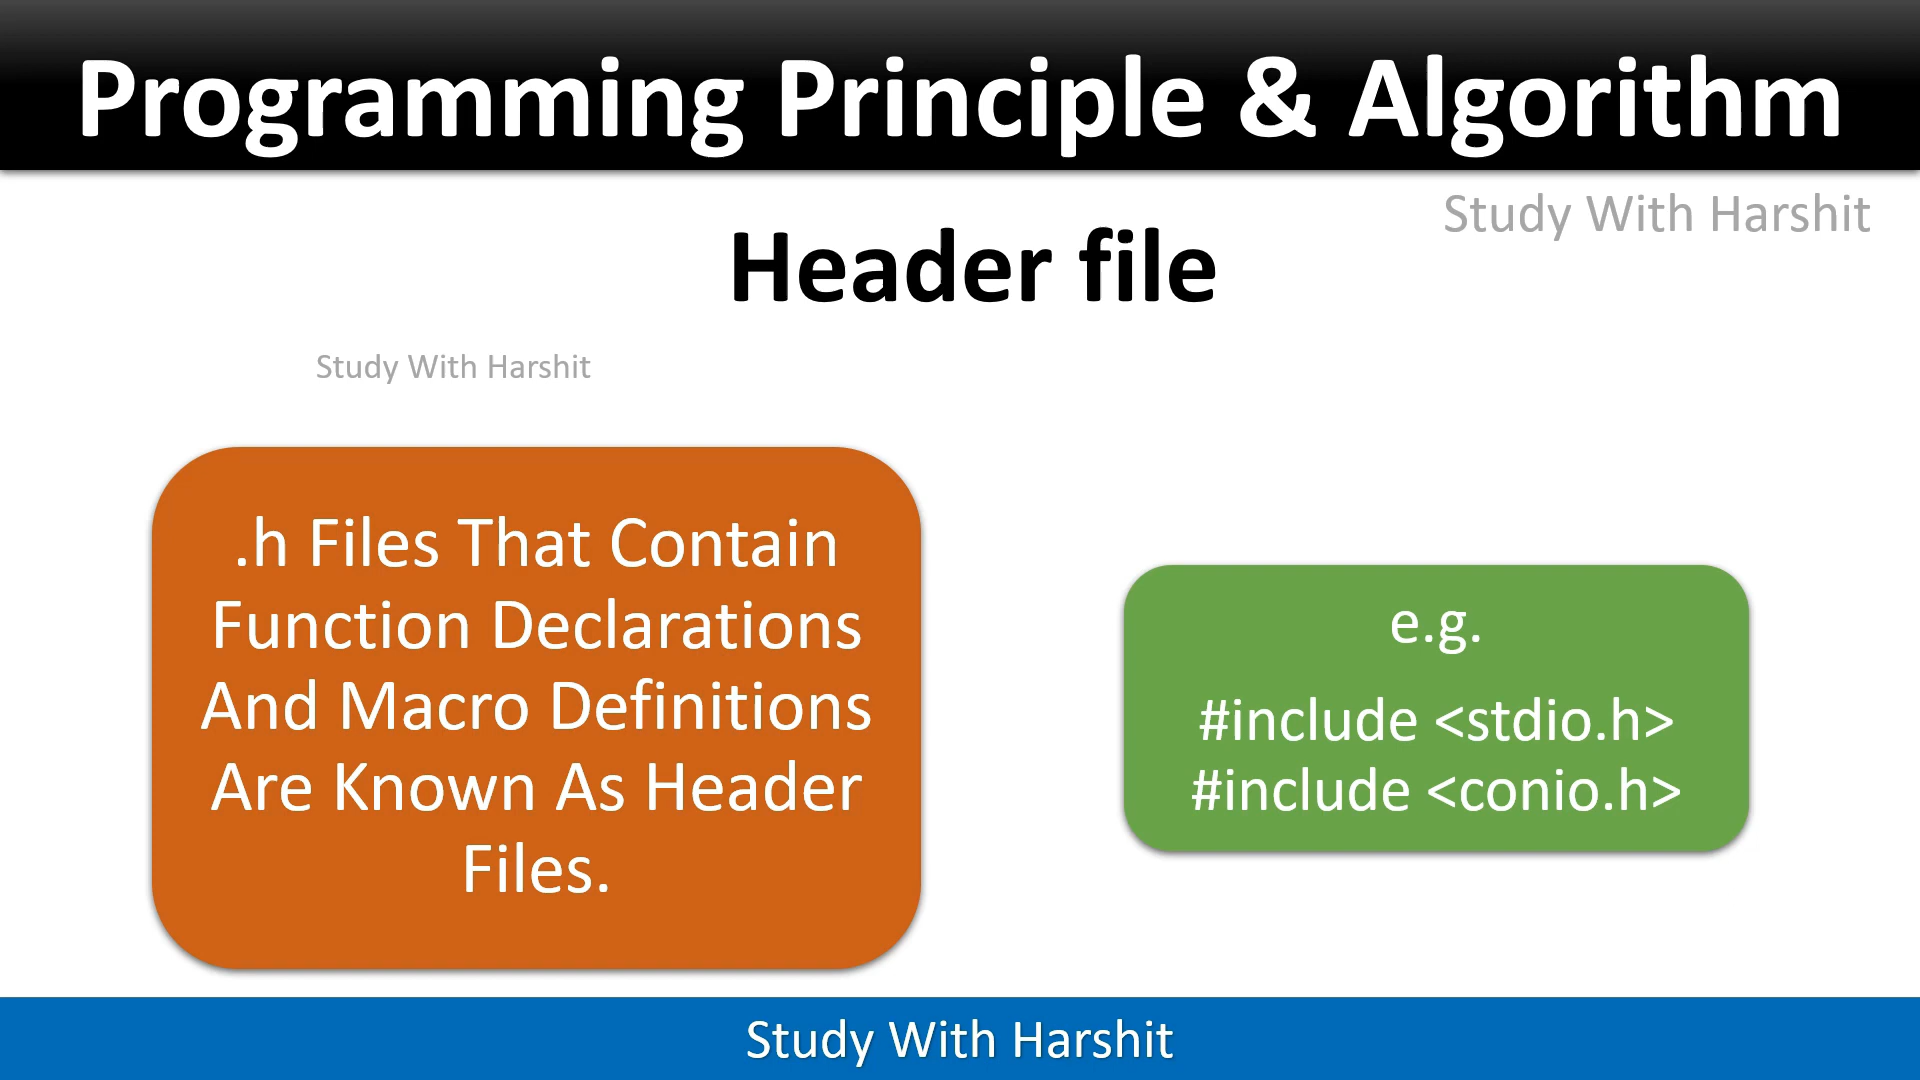 Programming Principle & Algorithm
Study With Harshit
Header file
Study With Harshit
.h Files That Contain
Function Declarations
And Macro Definitions
Are Known As Header
Files.
e.g.
#include <stdio.h>
#include <conio.h>
Study With Harshit